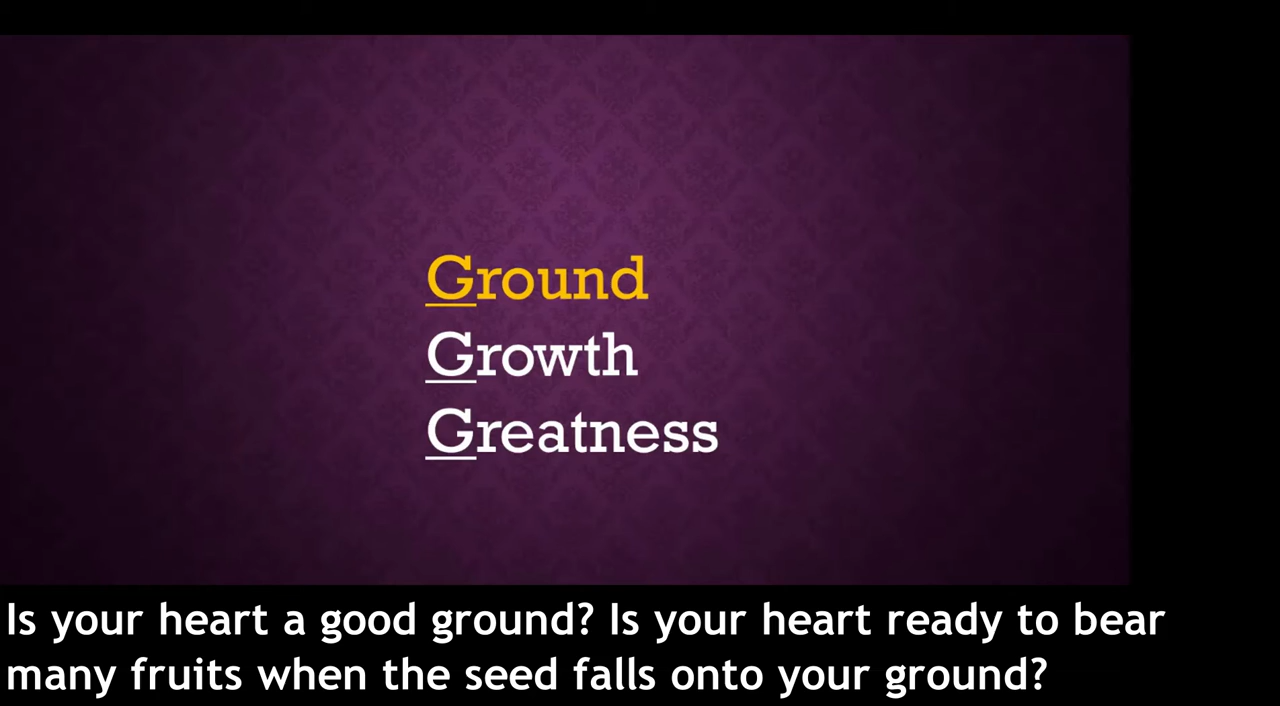 Ground
Growth
Greatness
Is your heart a good ground? Is your heart ready to bear
many fruits when the seed falls onto your ground?